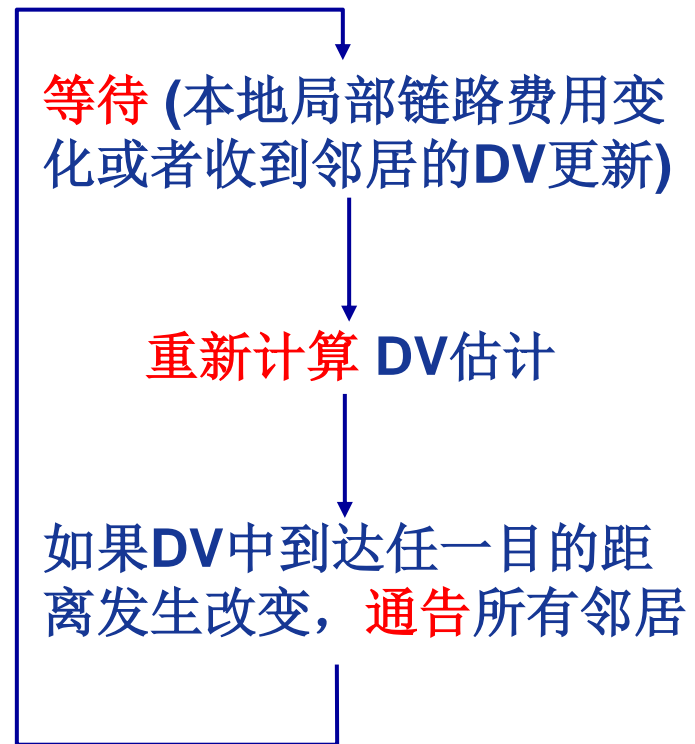 等待 (本地局部链路费用变
化或者收到邻居的DV更新)
重新计算 DV估计
如果DV中到达任一目的距
离发生改变，通告所有邻居